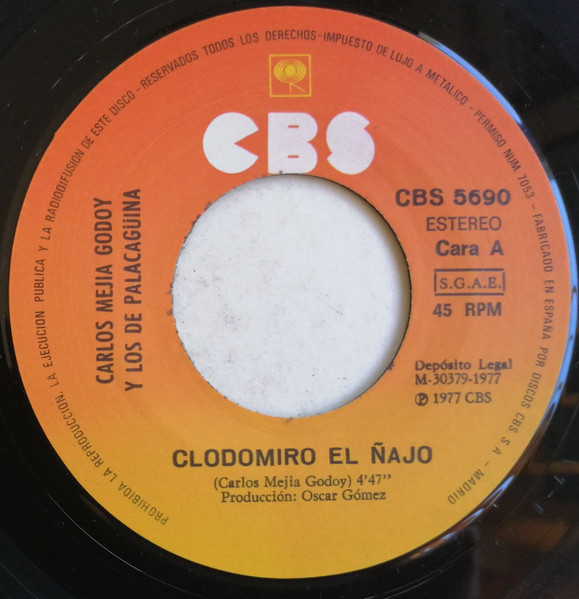 PROHIBIDA LA REPRODUCCION, LA EJECUCION PUBLICA Y LA RADIODIFUSION DE ESTE DISCO - RESERVADOS TODOS LOS DERECHOS - IMPUESTO DE LUJO A METALICO - PERMISO NUM. 7053 - FABRICADO EN ESPAÑA POR DISCOS CBS, S.A. - MADRID
CBS
CARLOS MEJIA GODOY
Y LOS DE PALACAGÜINA
CBS 5690
ESTEREO
Cara A
S.G.A.E.
45 RPM
Depósito Legal
M-30379-1977
℗ 1977 CBS
CLODOMIRO EL ÑAJO
(Carlos Mejia Godoy) 4'47"
Producción: Oscar Gómez